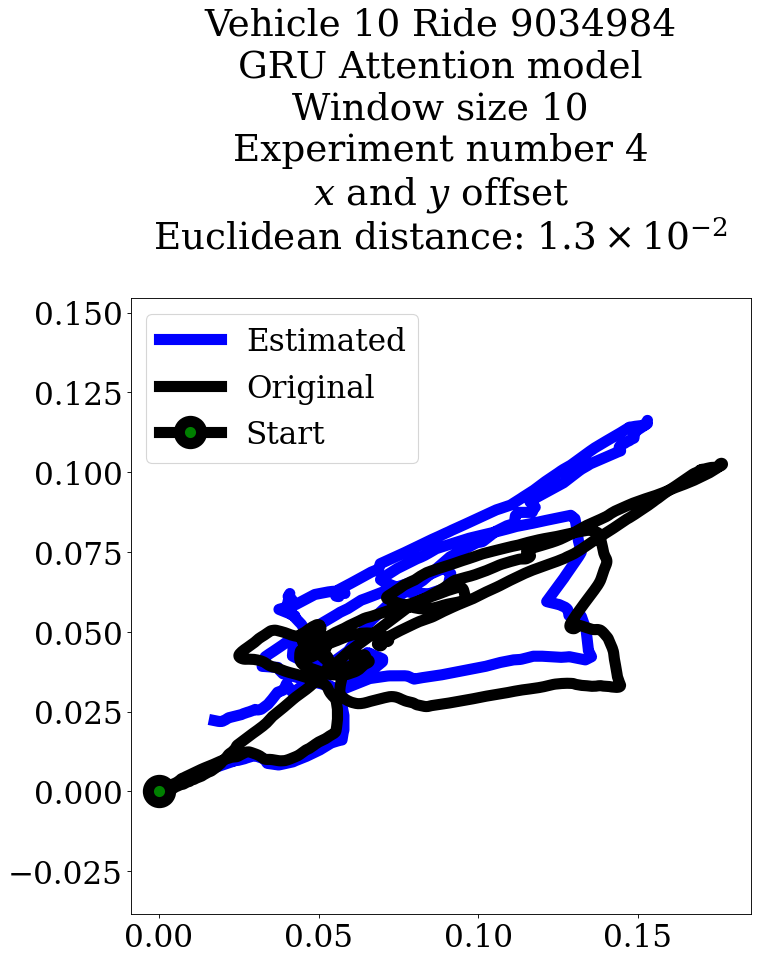 Vehicle 10 Ride 9034984
GRU Attention model
Window size 10
Experiment number 4
x and y offset
Euclidean distance: 1.3 × 10⁻²
Estimated
Original
Start
0.150
0.125
0.100
0.075
0.050
0.025
0.000
−0.025
0.00 0.05 0.10 0.15